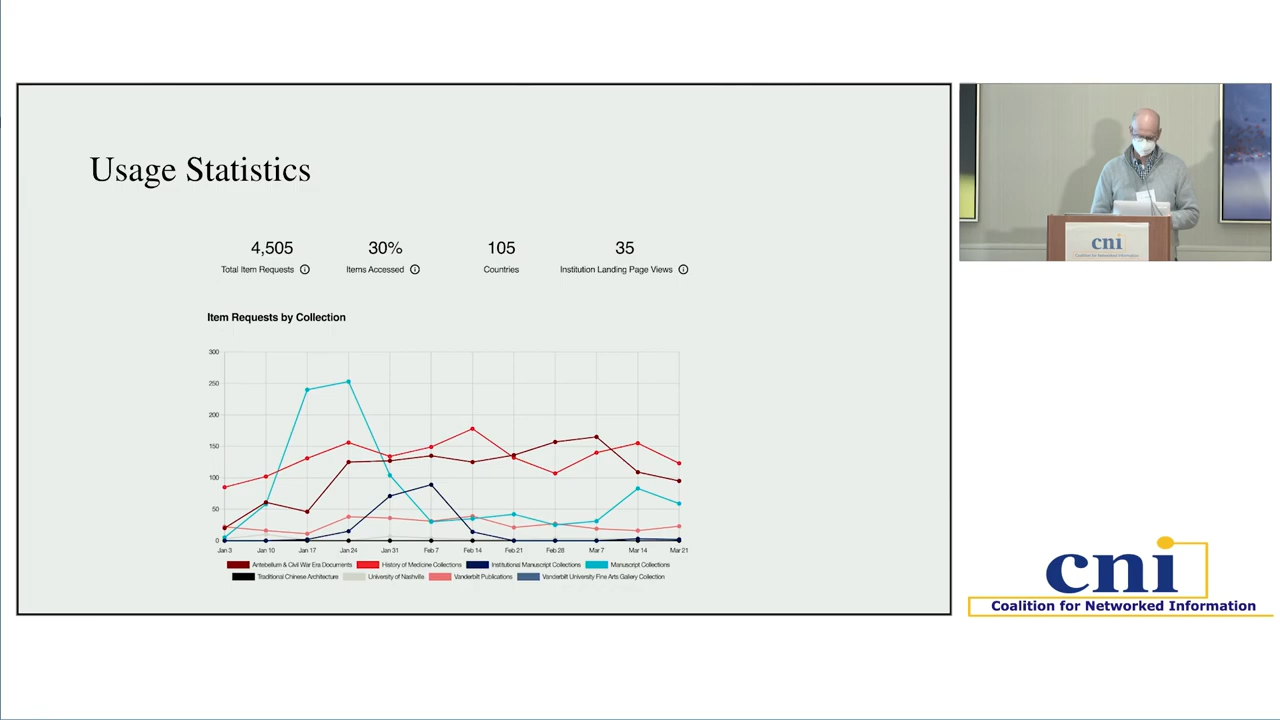 Usage Statistics
4,505 30% 105 35
Total Item Requests Items Accessed Countries Institution Landing Page Views
Item Requests by Collection
300
250
200
150
100
50
0
Jan 3 Jan 10 Jan 17 Jan 24 Jan 31 Feb 7 Feb 14 Feb 21 Feb 28 Mar 7 Mar 14 Mar 21
Antebellum & Civil War Era Documents History of Medicine Collections Institutional Manuscript Collections Manuscript Collections
Traditional Chinese Architecture University of Nashville Vanderbilt Publications Vanderbilt University Fine Arts Gallery Collection
cni
Coalition for Networked Information
cni
Coalition for Networked Information